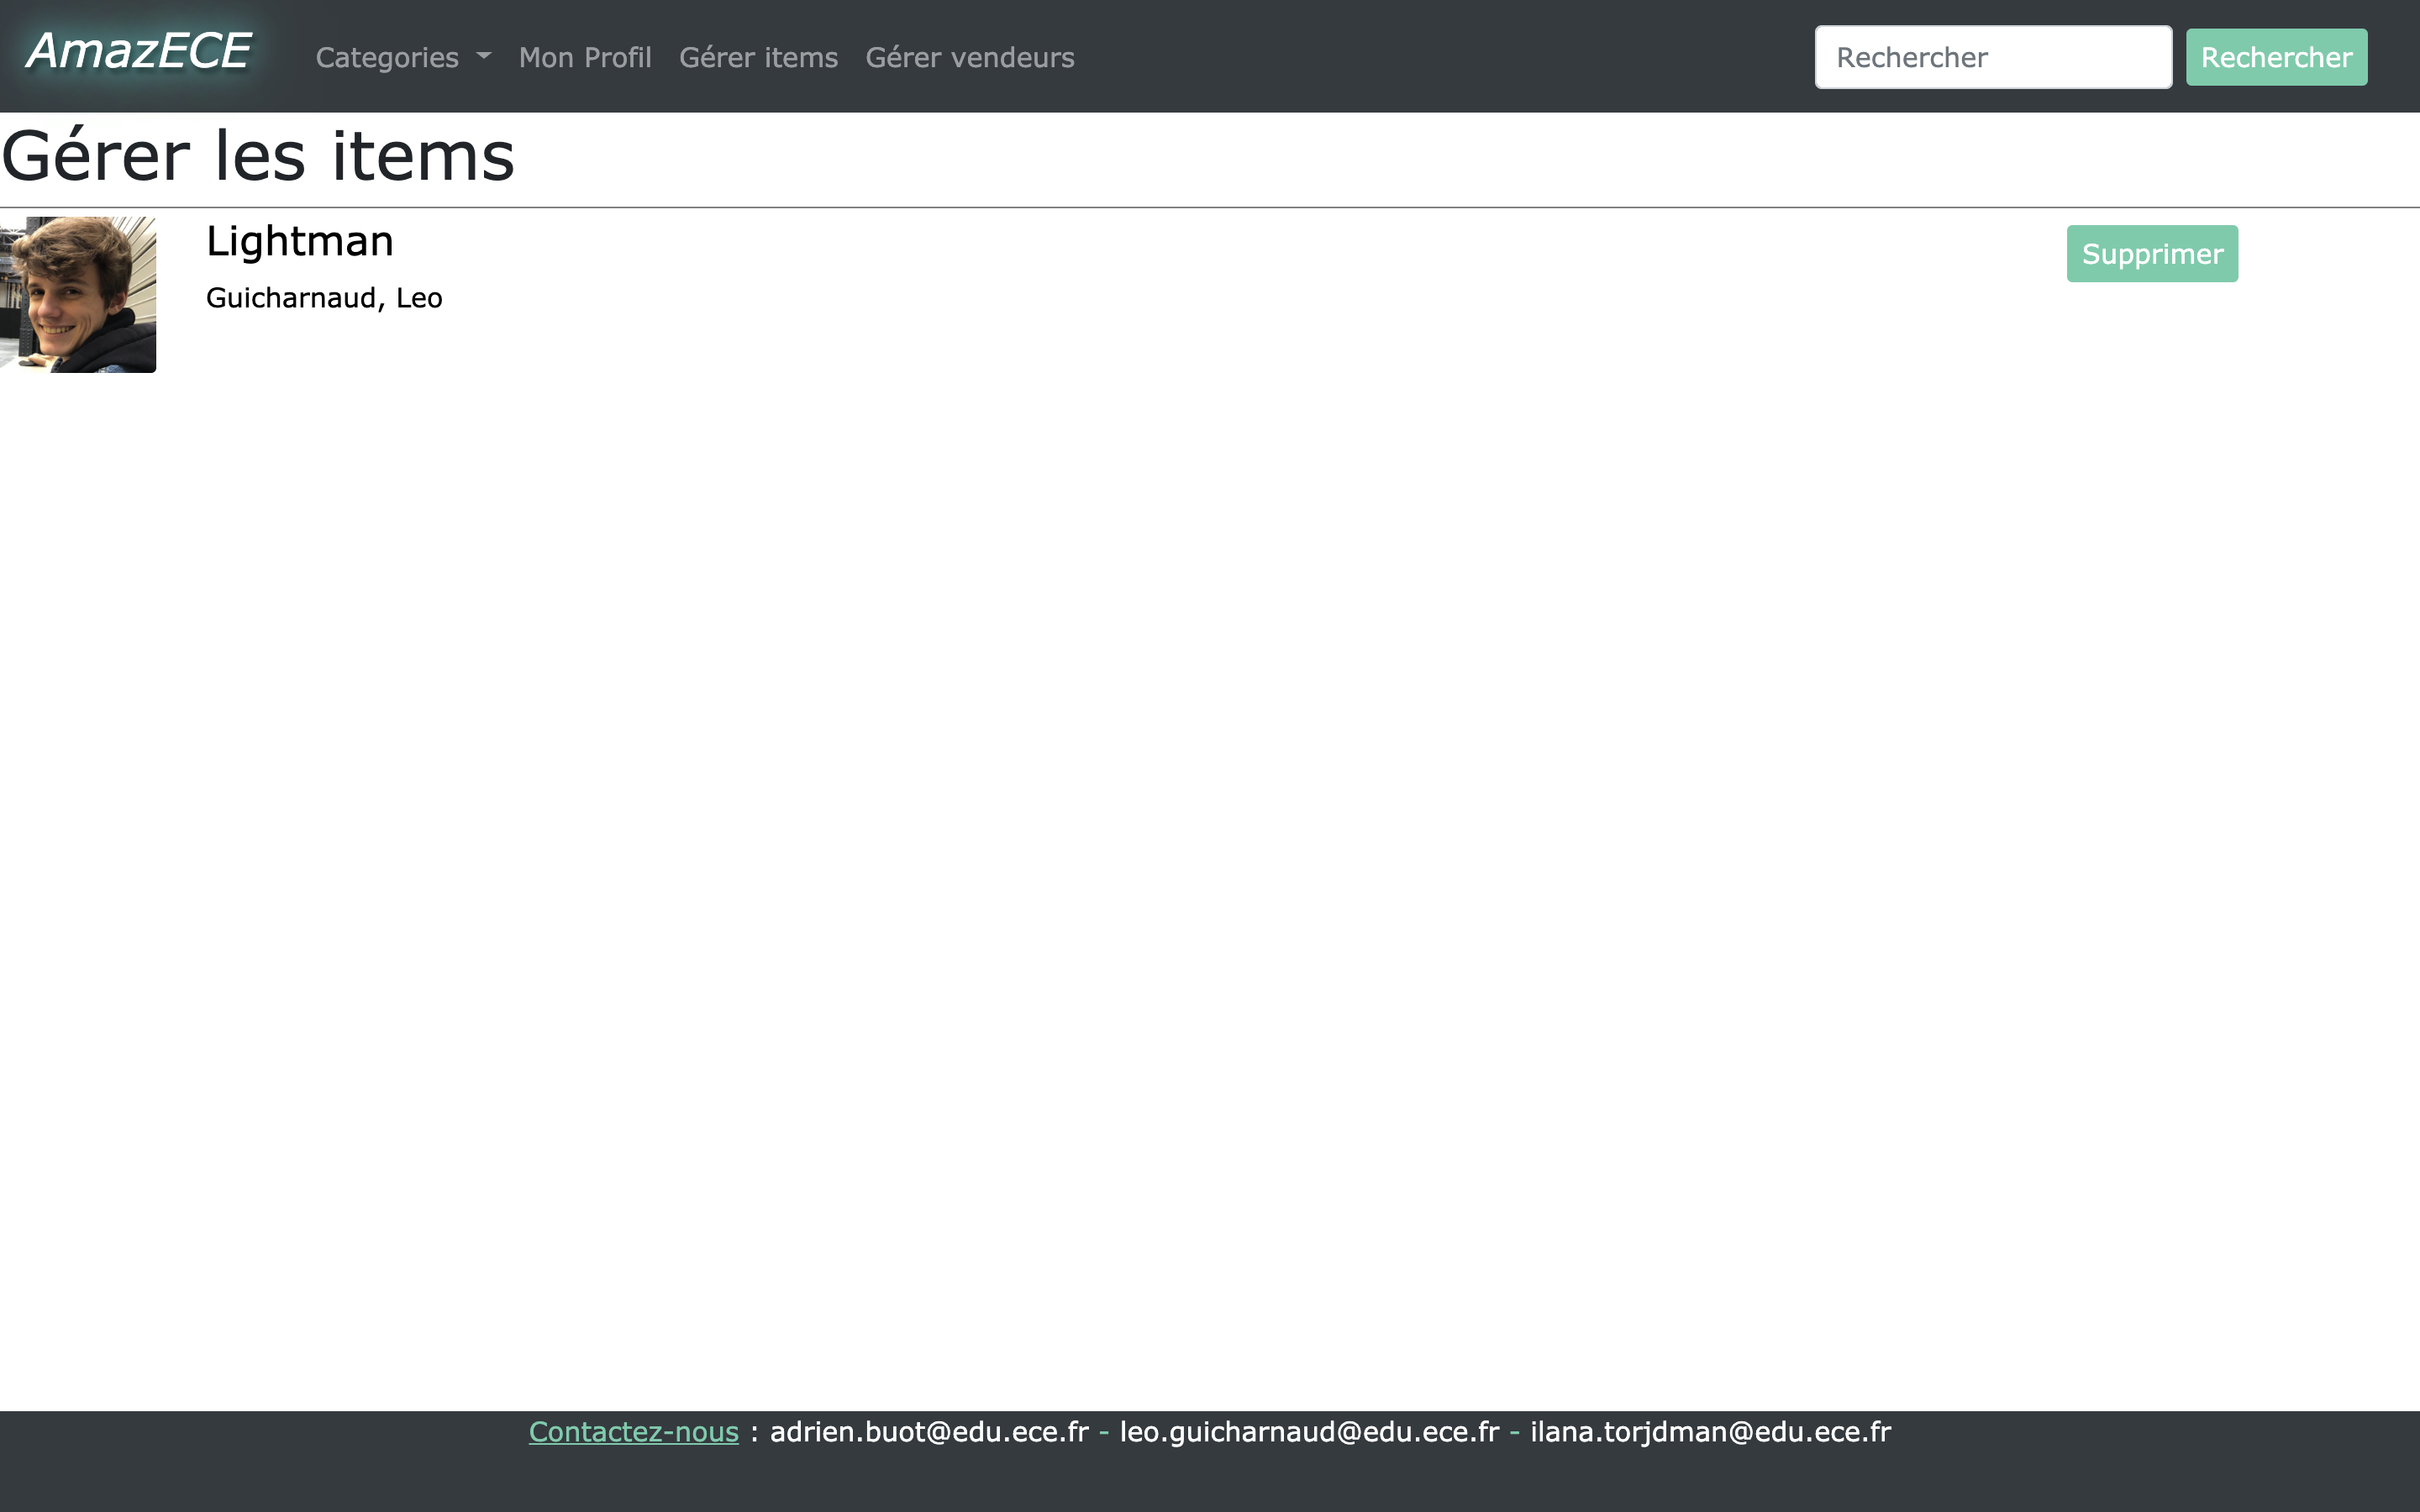 AmazECE
Categories
Mon Profil
Gérer items
Gérer vendeurs
Rechercher
Rechercher
Gérer les items
Lightman
Supprimer
Guicharnaud, Leo
Contactez-nous : adrien.buot@edu.ece.fr - leo.guicharnaud@edu.ece.fr - ilana.torjdman@edu.ece.fr